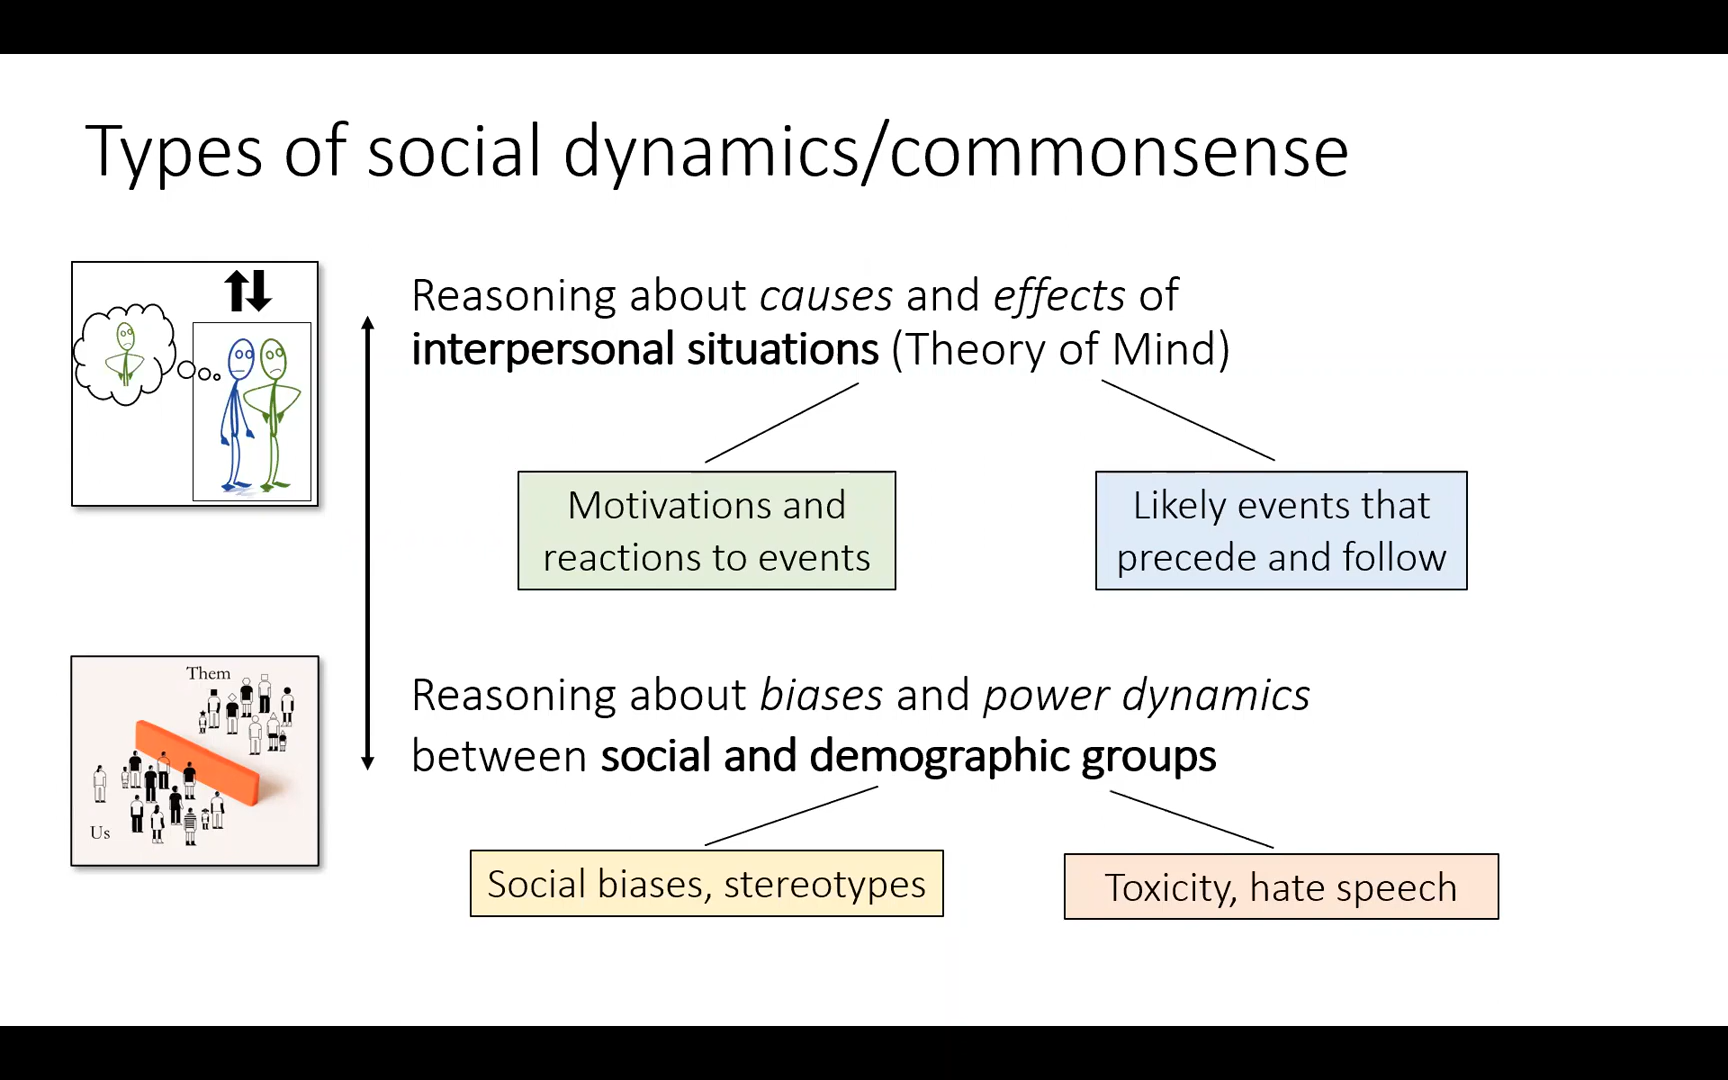 Types of social dynamics/commonsense
Reasoning about causes and effects of
interpersonal situations (Theory of Mind)
Motivations and
reactions to events
Likely events that
precede and follow
Them
Us
Reasoning about biases and power dynamics
between social and demographic groups
Social biases, stereotypes
Toxicity, hate speech